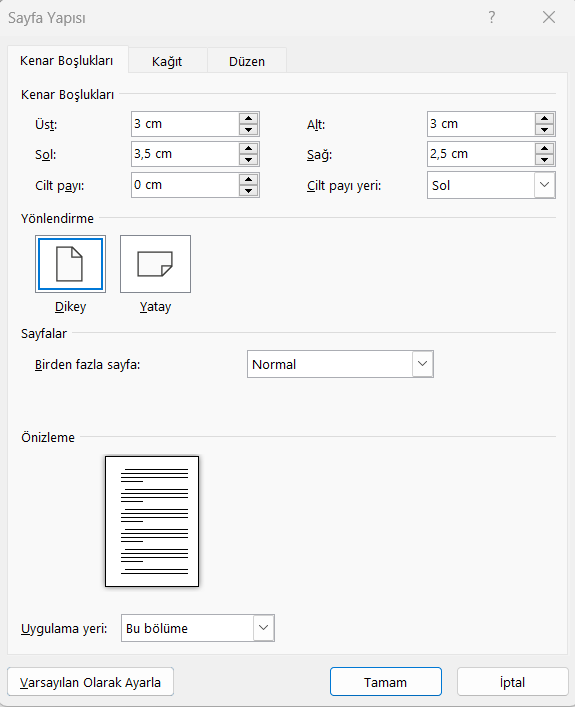 Sayfa Yapısı ? ×
Kenar Boşlukları Kağıt Düzen
Kenar Boşlukları
Üst: 3 cm Alt: 3 cm
Sol: 3,5 cm Sağ: 2,5 cm
Cilt payı: 0 cm Cilt payı yeri: Sol
Yönlendirme
Dikey Yatay
Sayfalar
Birden fazla sayfa: Normal
Önizleme
Uygulama yeri: Bu bölüme
Varsayılan Olarak Ayarla Tamam İptal